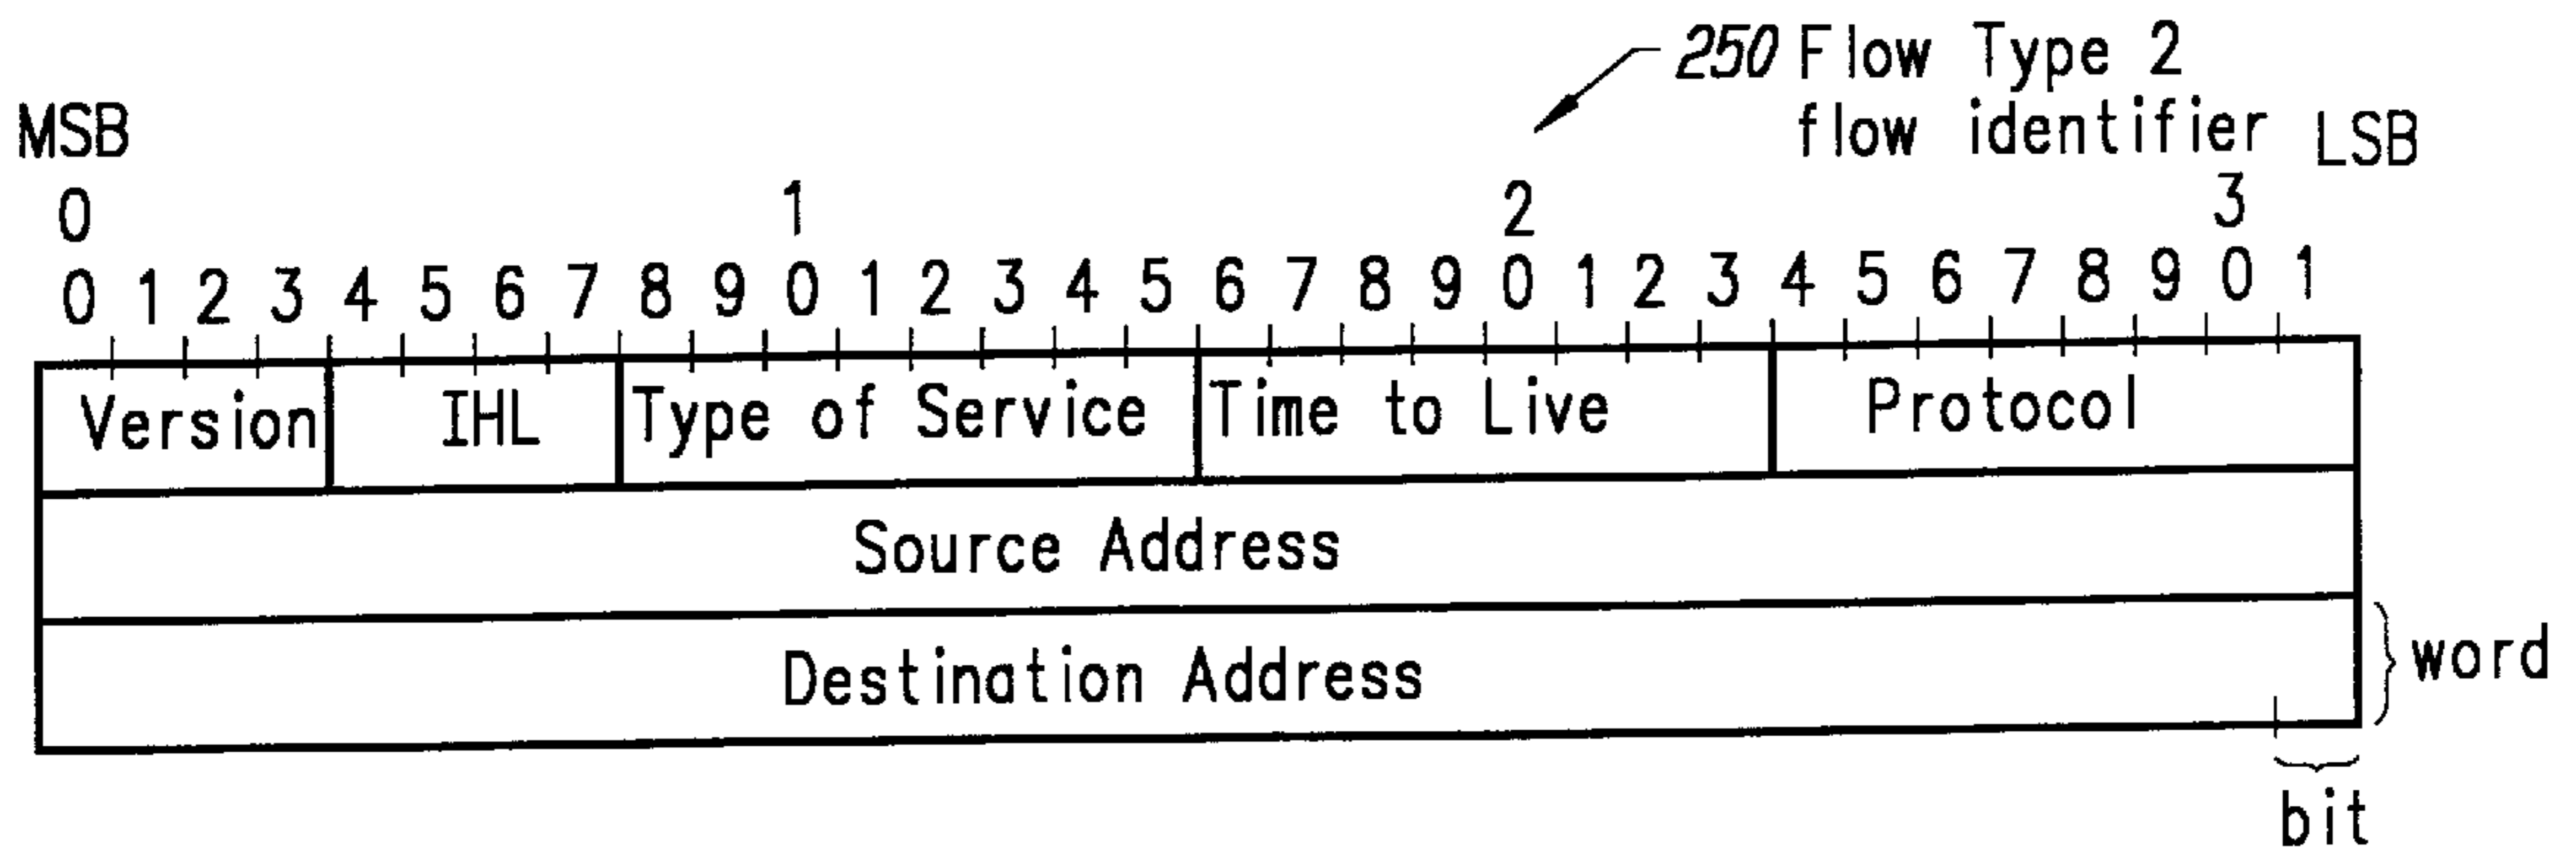 250 Flow Type 2
MSB flow identifier LSB
0 1 2 3
0 1 2 3 4 5 6 7 8 9 0 1 2 3 4 5 6 7 8 9 0 1 2 3 4 5 6 7 8 9 0 1
Version IHL Type of Service Time to Live Protocol
Source Address
Destination Address word
bit